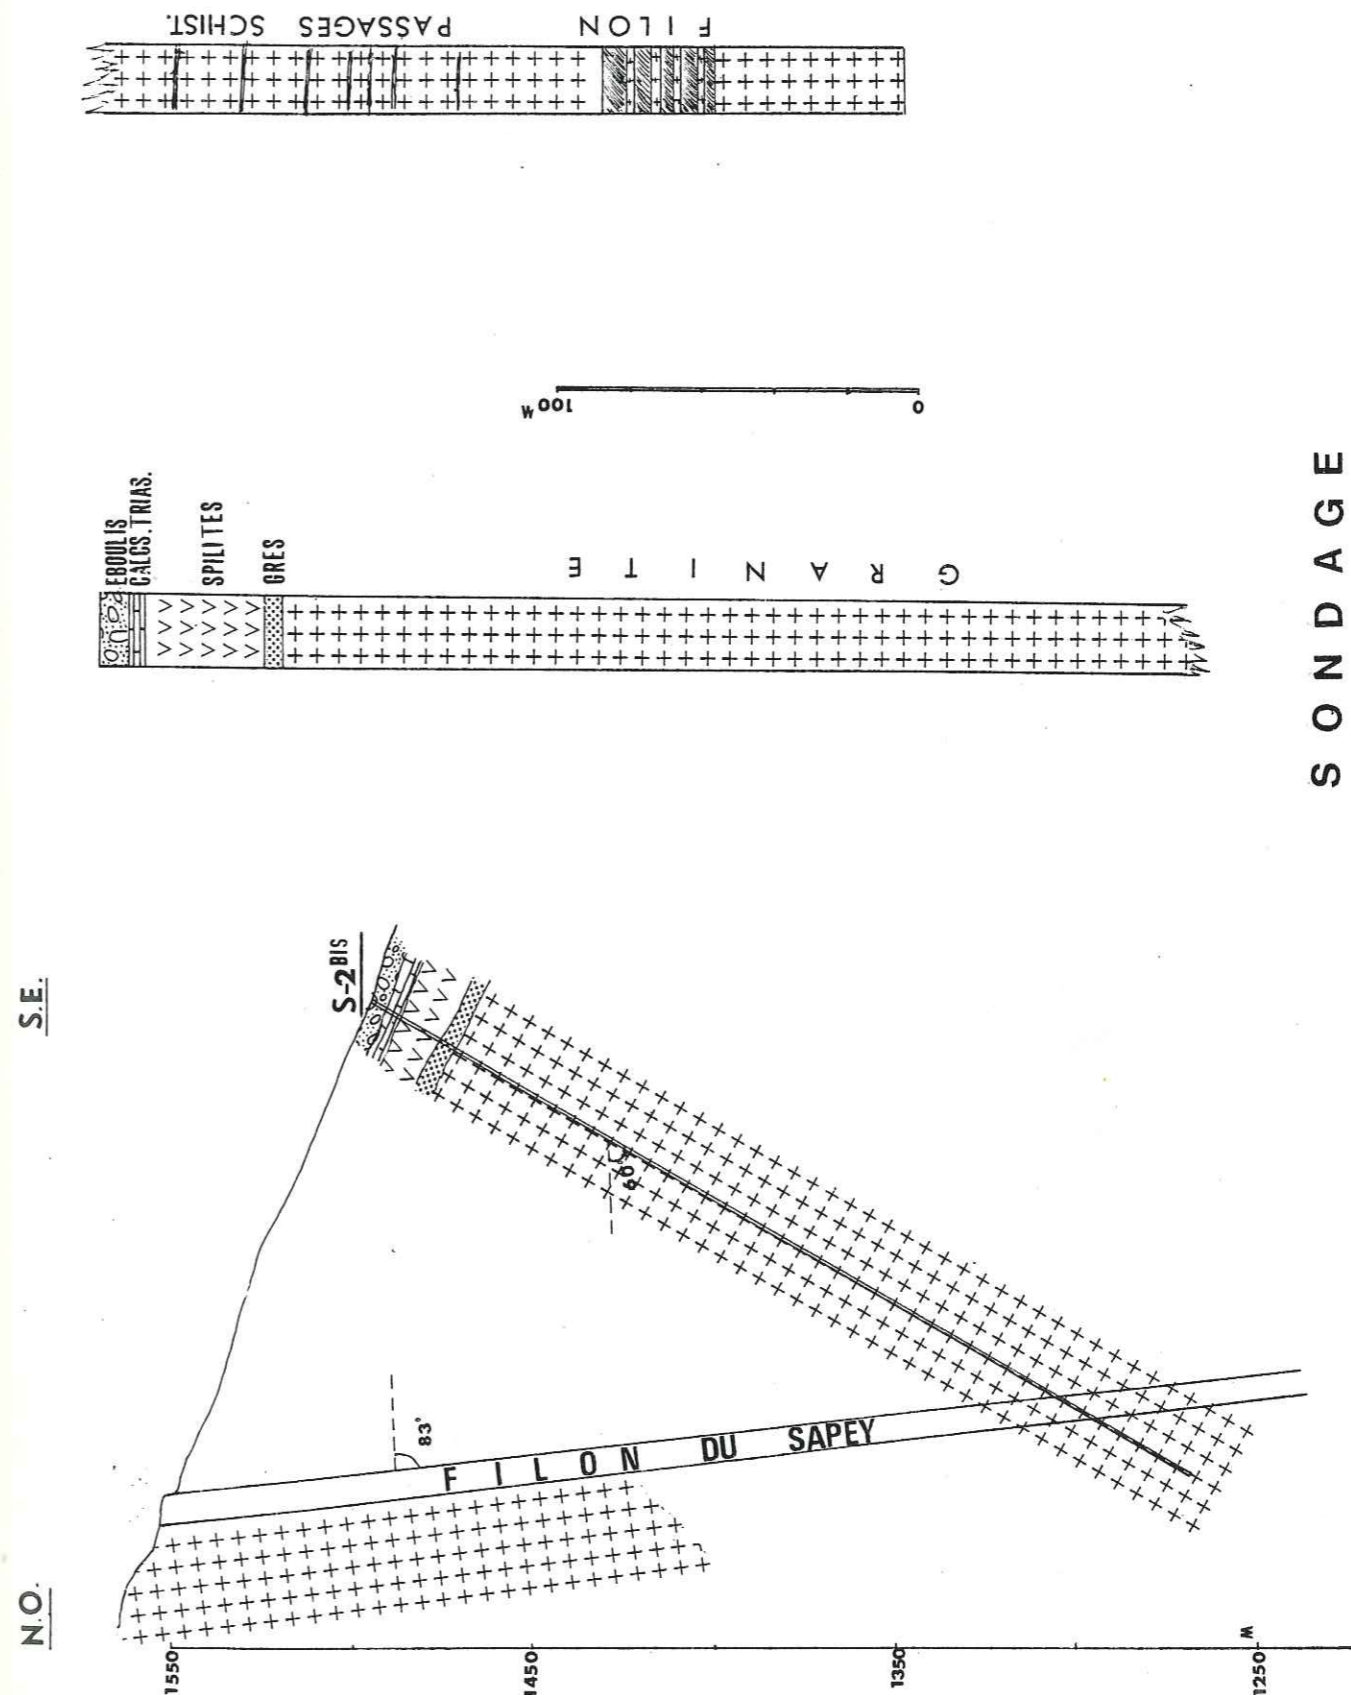 N.O.
S.E.
S-2BIS
83°
60°
FILON DU SAPEY
1550
1450
1350
1250
M
EBOULIS
CALCS.TRIAS.
SPILITES
GRES
GRANITE
100M
0
PASSAGES SCHIST.
FILON
SONDAGE